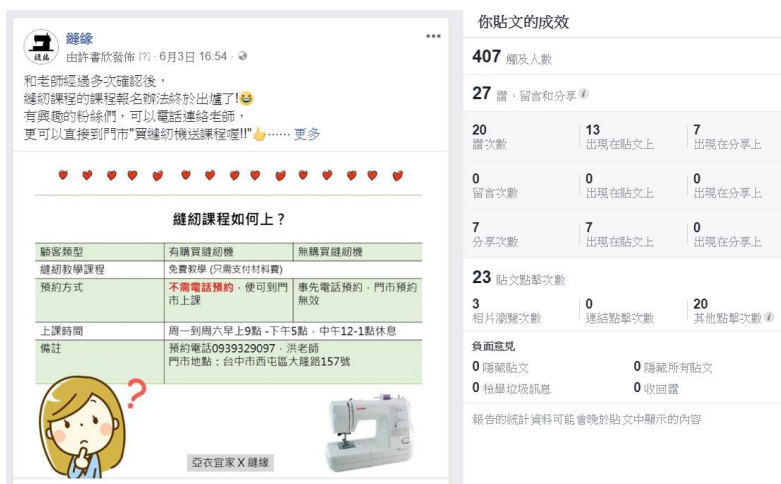 縫緣
由許書欣發佈 [?] · 6月3日 16:54 ·
和老師經過多次確認後，
縫紉課程的課程報名辦法終於出爐了!😄
有興趣的粉絲們，可以電話連絡老師，
更可以直接到門市"買縫紉機送課程喔!!"👍…… 更多
縫紉課程如何上？
顧客類型 有購買縫紉機 無購買縫紉機
縫紉教學課程 免費教學 (只需支付材料費)
預約方式 不需電話預約，便可到門市上課 事先電話預約，門市預約無效
上課時間 周一到周六早上9點 -下午5點，中午12-1點休息
備註 預約電話0939329097，洪老師
門市地點：台中市西屯區大隆路157號
?
JANOME
亞衣宜家 X 縫緣
你貼文的成效
407 觸及人數
27 讚、留言和分享
20 13 7
讚次數 出現在貼文上 出現在分享上
0 0 0
留言次數 出現在貼文上 出現在分享上
7 7 0
分享次數 出現在貼文上 出現在分享上
23 貼文點擊次數
3 0 20
相片瀏覽次數 連結點擊次數 其他點擊次數
負面意見
0 隱藏貼文 0 隱藏所有貼文
0 檢舉垃圾訊息 0 收回讚
報告的統計資料可能會晚於貼文中顯示的內容